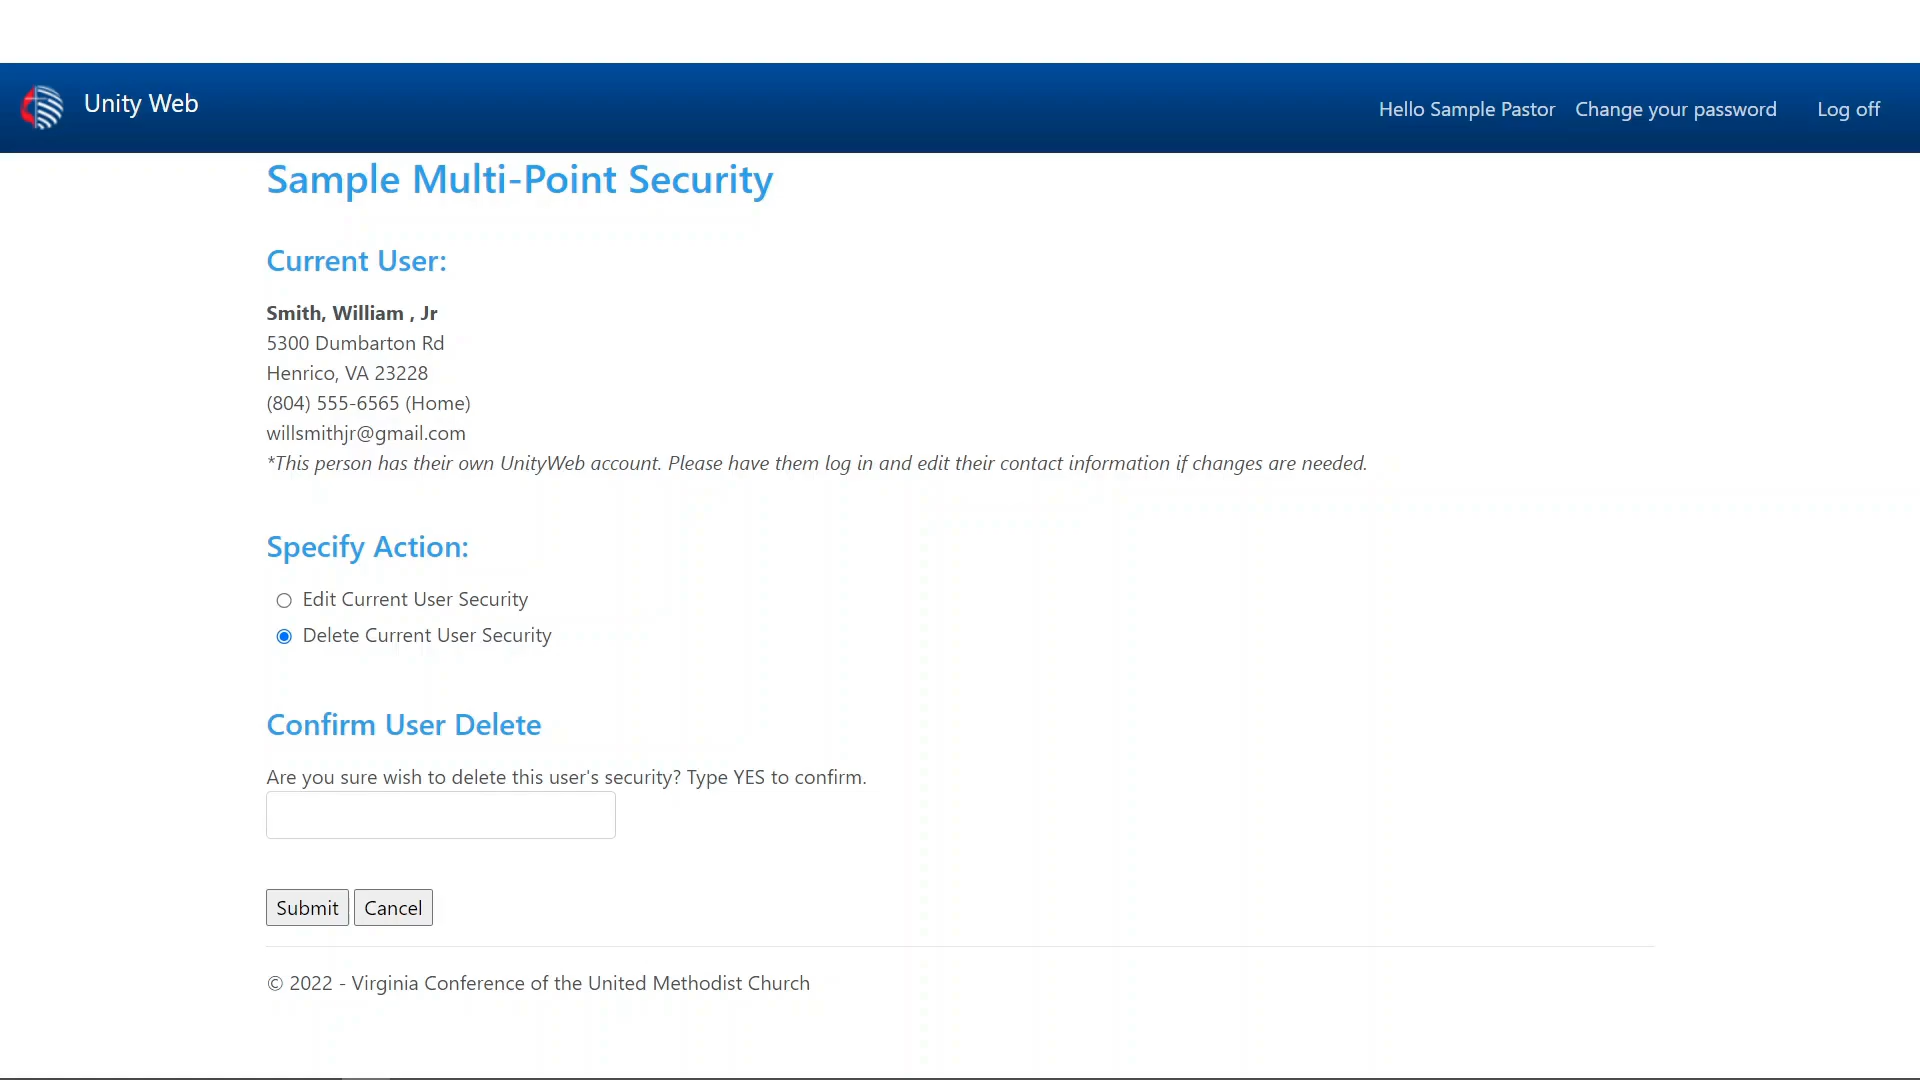 Unity Web
Hello Sample Pastor Change your password Log off
Sample Multi-Point Security
Current User:
Smith, William , Jr
5300 Dumbarton Rd
Henrico, VA 23228
(804) 555-6565 (Home)
willsmithjr@gmail.com
*This person has their own UnityWeb account. Please have them log in and edit their contact information if changes are needed.
Specify Action:
Edit Current User Security
Delete Current User Security
Confirm User Delete
Are you sure wish to delete this user's security? Type YES to confirm.
Submit Cancel
© 2022 - Virginia Conference of the United Methodist Church